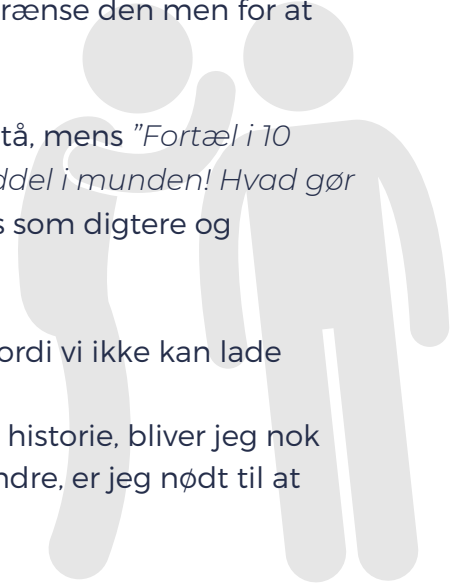 rænse den men for at
tå, mens ”Fortæl i 10
ddel i munden! Hvad gør
s som digtere og
ordi vi ikke kan lade
historie, bliver jeg nok
ndre, er jeg nødt til at